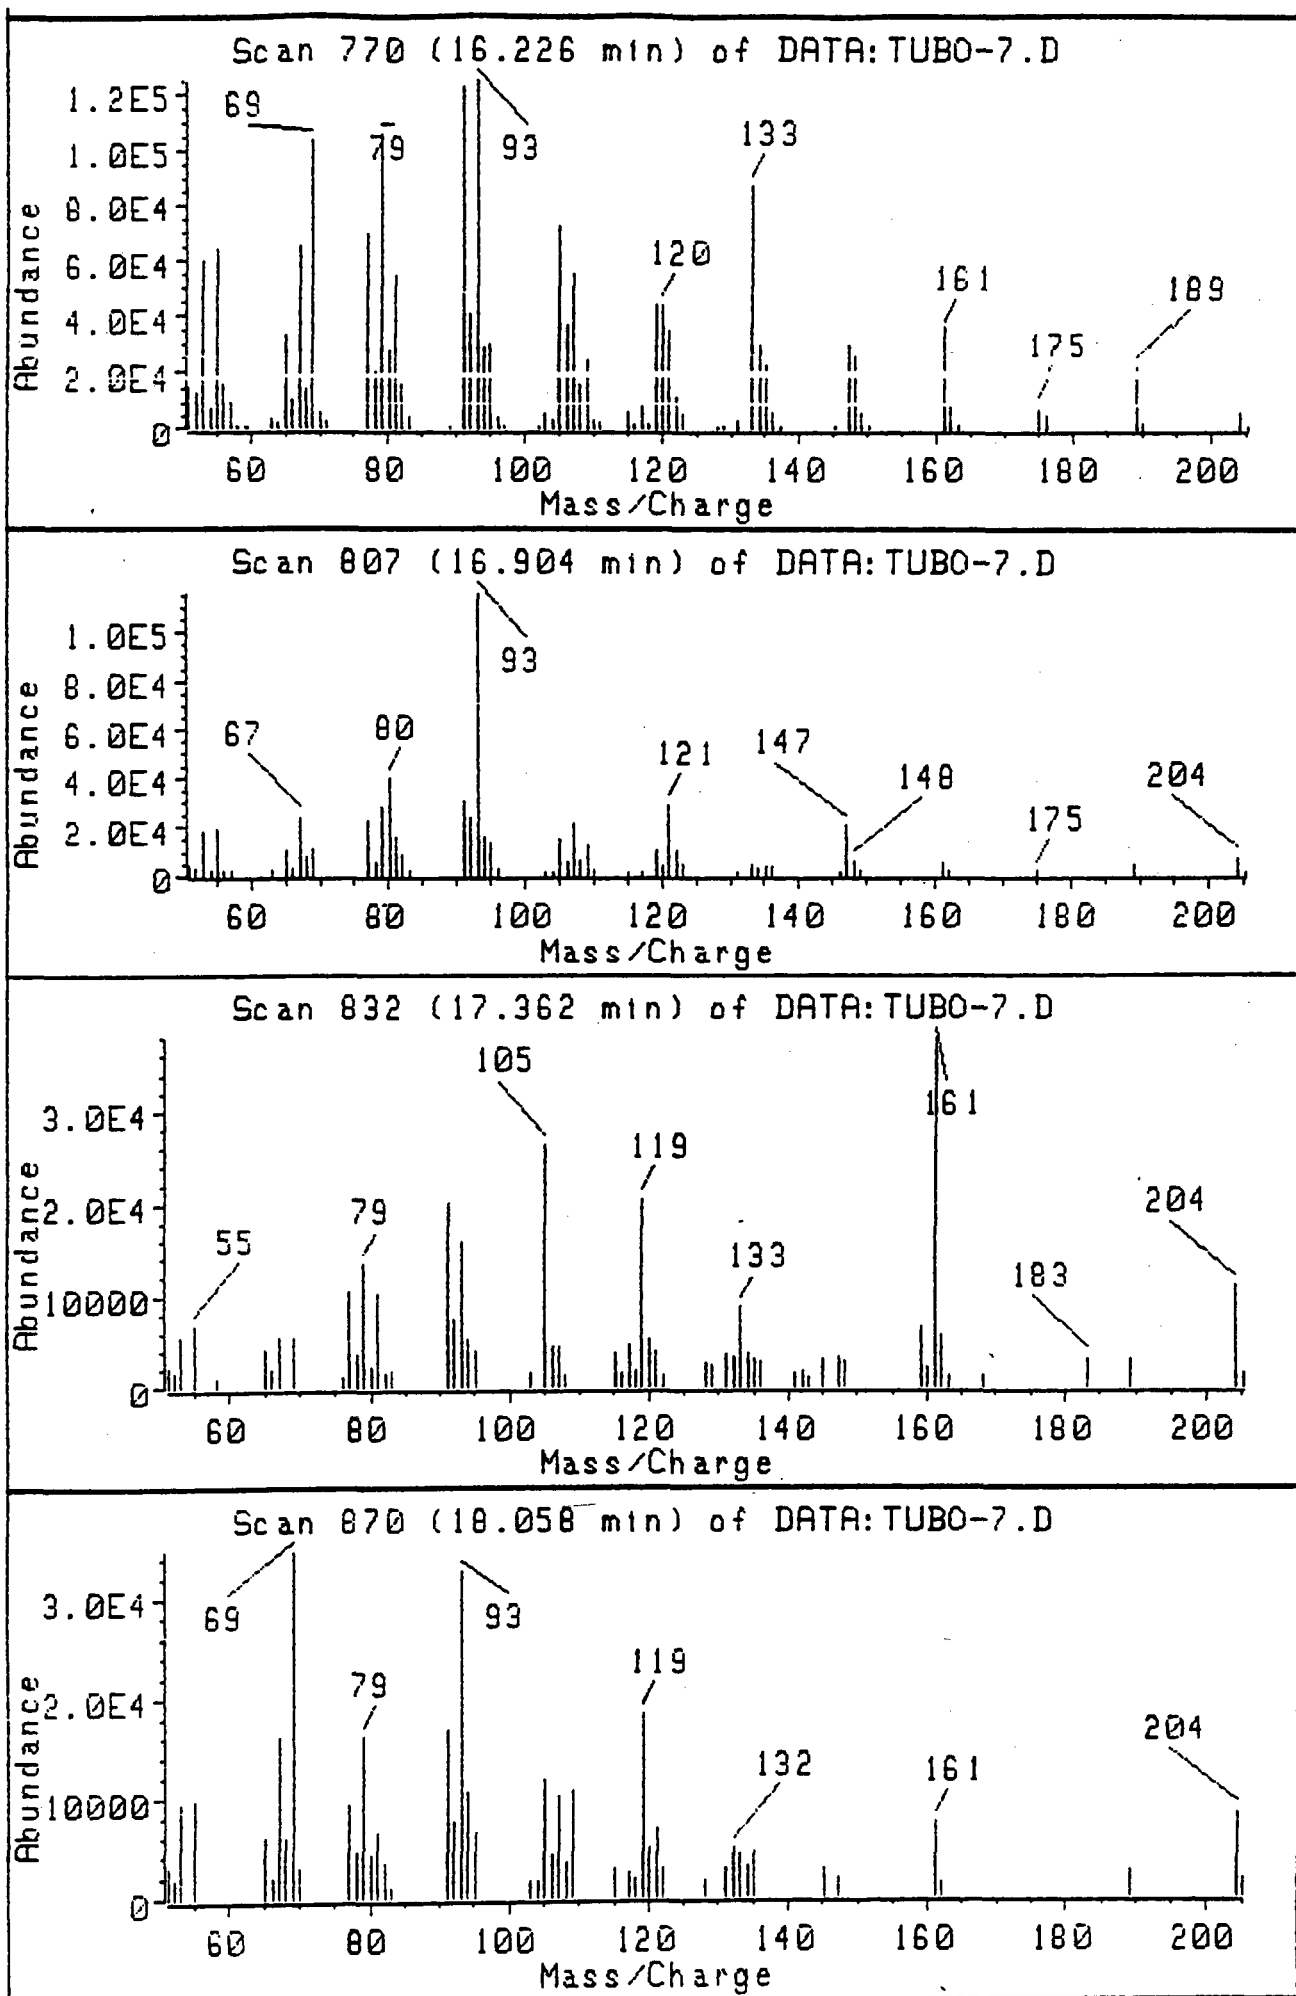 Scan 770 (16.226 min) of DATA:TUBO-7.D
1.2E5
1.0E5
8.0E4
6.0E4
4.0E4
2.0E4
0
Abundance
69
79
93
133
120
161
175
189
60 80 100 120 140 160 180 200
Mass/Charge
Scan 807 (16.904 min) of DATA:TUBO-7.D
1.0E5
8.0E4
6.0E4
4.0E4
2.0E4
0
Abundance
93
67
80
121
147
148
175
204
60 80 100 120 140 160 180 200
Mass/Charge
Scan 832 (17.362 min) of DATA:TUBO-7.D
3.0E4
2.0E4
10000
0
Abundance
105
161
119
55
79
133
183
204
60 80 100 120 140 160 180 200
Mass/Charge
Scan 870 (18.058 min) of DATA:TUBO-7.D
3.0E4
2.0E4
10000
0
Abundance
69
93
79
119
132
161
204
60 80 100 120 140 160 180 200
Mass/Charge